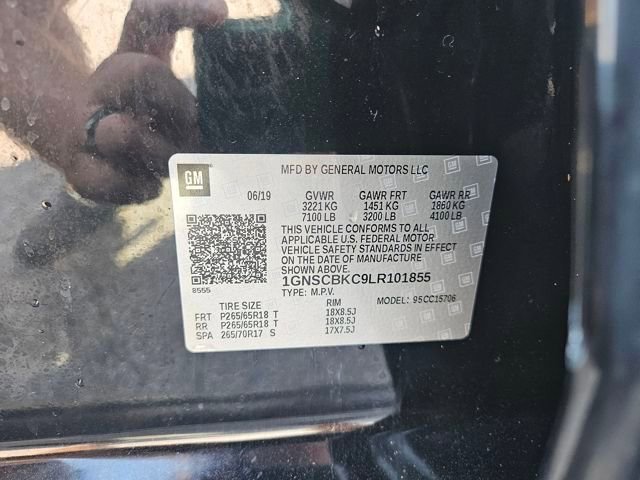 GM
MFD BY GENERAL MOTORS LLC
06/19 GVWR GAWR FRT GAWR RR
3221 KG 1451 KG 1860 KG
7100 LB 3200 LB 4100 LB
THIS VEHICLE CONFORMS TO ALL
APPLICABLE U.S. FEDERAL MOTOR
VEHICLE SAFETY STANDARDS IN EFFECT
ON THE DATE OF MANUFACTURE
SHOWN ABOVE.
1GNSCBKC9LR101855
8555
TYPE: M.P.V. MODEL: 95CC15706
TIRE SIZE RIM
FRT P265/65R18 T 18X8.5J
RR P265/65R18 T 18X8.5J
SPA 265/70R17 S 17X7.5J